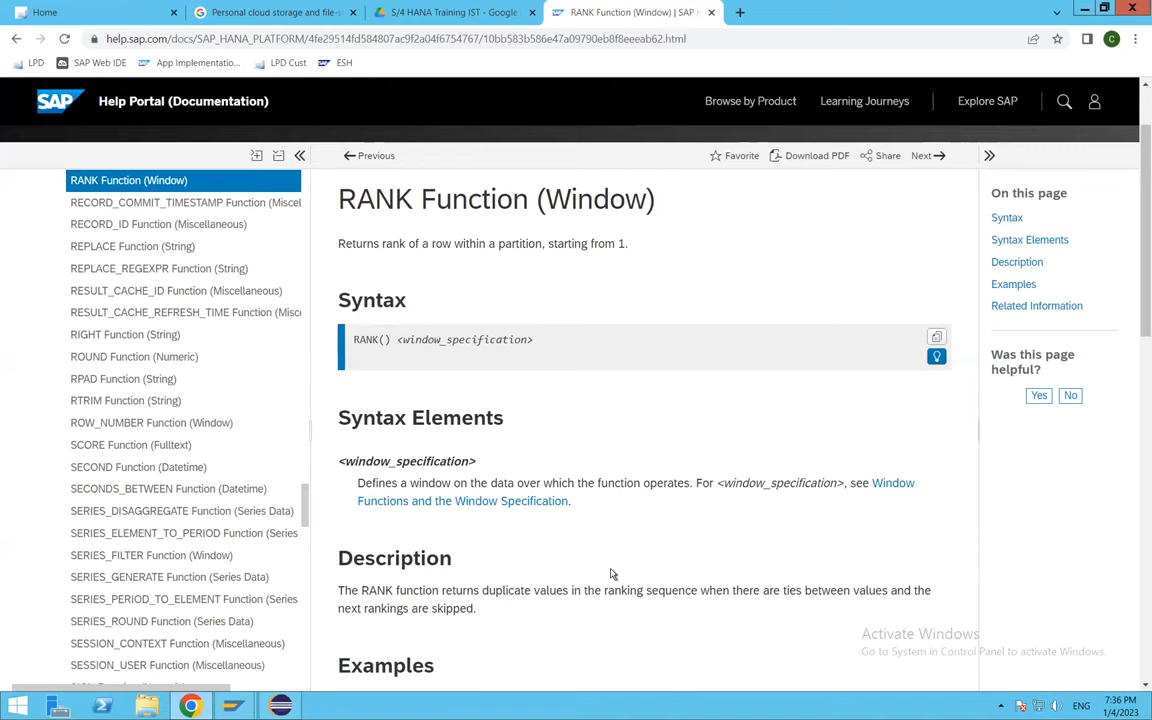 Home
Personal cloud storage and file-s
S/4 HANA Training IST - Google
RANK Function (Window) | SAP
help.sap.com/docs/SAP_HANA_PLATFORM/4fe29514fd584807ac9f2a04f6754767/10bb583b586e47a09790eb8f8eeeab62.html
C
LPD
SAP Web IDE
App Implementatio...
LPD Cust
ESH
SAP
Help Portal (Documentation)
Browse by Product
Learning Journeys
Explore SAP
Previous
Favorite
Download PDF
Share
Next
RANK Function (Window)
RECORD_COMMIT_TIMESTAMP Function (Miscel
RECORD_ID Function (Miscellaneous)
REPLACE Function (String)
REPLACE_REGEXPR Function (String)
RESULT_CACHE_ID Function (Miscellaneous)
RESULT_CACHE_REFRESH_TIME Function (Misc
RIGHT Function (String)
ROUND Function (Numeric)
RPAD Function (String)
RTRIM Function (String)
ROW_NUMBER Function (Window)
SCORE Function (Fulltext)
SECOND Function (Datetime)
SECONDS_BETWEEN Function (Datetime)
SERIES_DISAGGREGATE Function (Series Data)
SERIES_ELEMENT_TO_PERIOD Function (Series
SERIES_FILTER Function (Window)
SERIES_GENERATE Function (Series Data)
SERIES_PERIOD_TO_ELEMENT Function (Series
SERIES_ROUND Function (Series Data)
SESSION_CONTEXT Function (Miscellaneous)
SESSION_USER Function (Miscellaneous)
RANK Function (Window)
Returns rank of a row within a partition, starting from 1.
Syntax
RANK() <window_specification>
Syntax Elements
<window_specification>
Defines a window on the data over which the function operates. For <window_specification>, see Window
Functions and the Window Specification.
Description
The RANK function returns duplicate values in the ranking sequence when there are ties between values and the
next rankings are skipped.
Examples
On this page
Syntax
Syntax Elements
Description
Examples
Related Information
Was this page
helpful?
Yes
No
Activate Windows
Go to System in Control Panel to activate Windows.
ENG
7:36 PM
1/4/2023